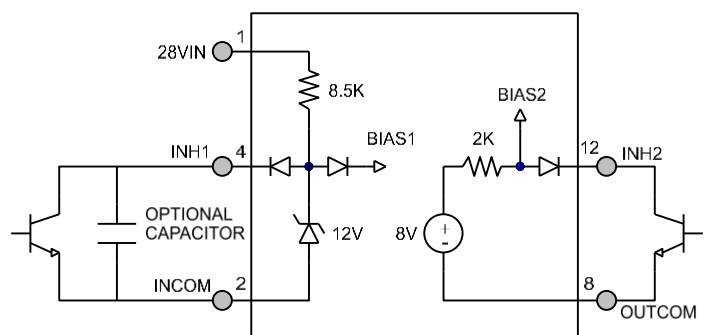 1
28VIN
8.5K
BIAS2
BIAS1
2K
INH1
4
12
INH2
OPTIONAL
CAPACITOR
12V
8V
+
-
INCOM
2
8
OUTCOM